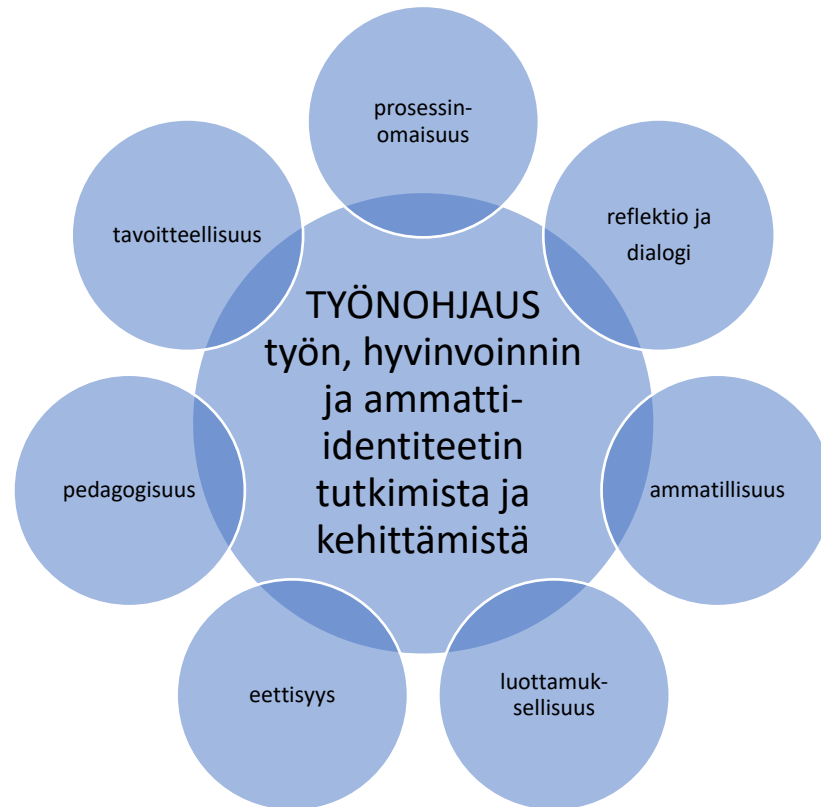 prosessin-
omaisuus
reflektio ja
dialogi
ammatillisuus
luottamuk-
sellisuus
eettisyys
pedagogisuus
tavoitteellisuus
TYÖNOHJAUS
työn, hyvinvoinnin
ja ammatti-
identiteetin
tutkimista ja
kehittämistä